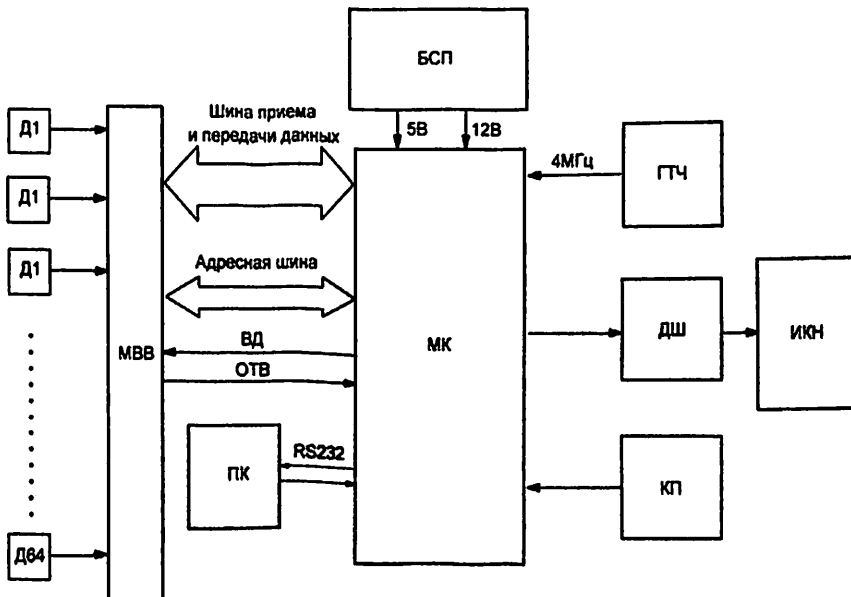 БСП
Шина приема
и передачи данных
5В
12В
Д1
4МГц
ГТЧ
Д1
Д1
Адресная шина
МВВ
ВД
МК
ДШ
ИКН
ОТВ
ПК
RS232
КП
Д64